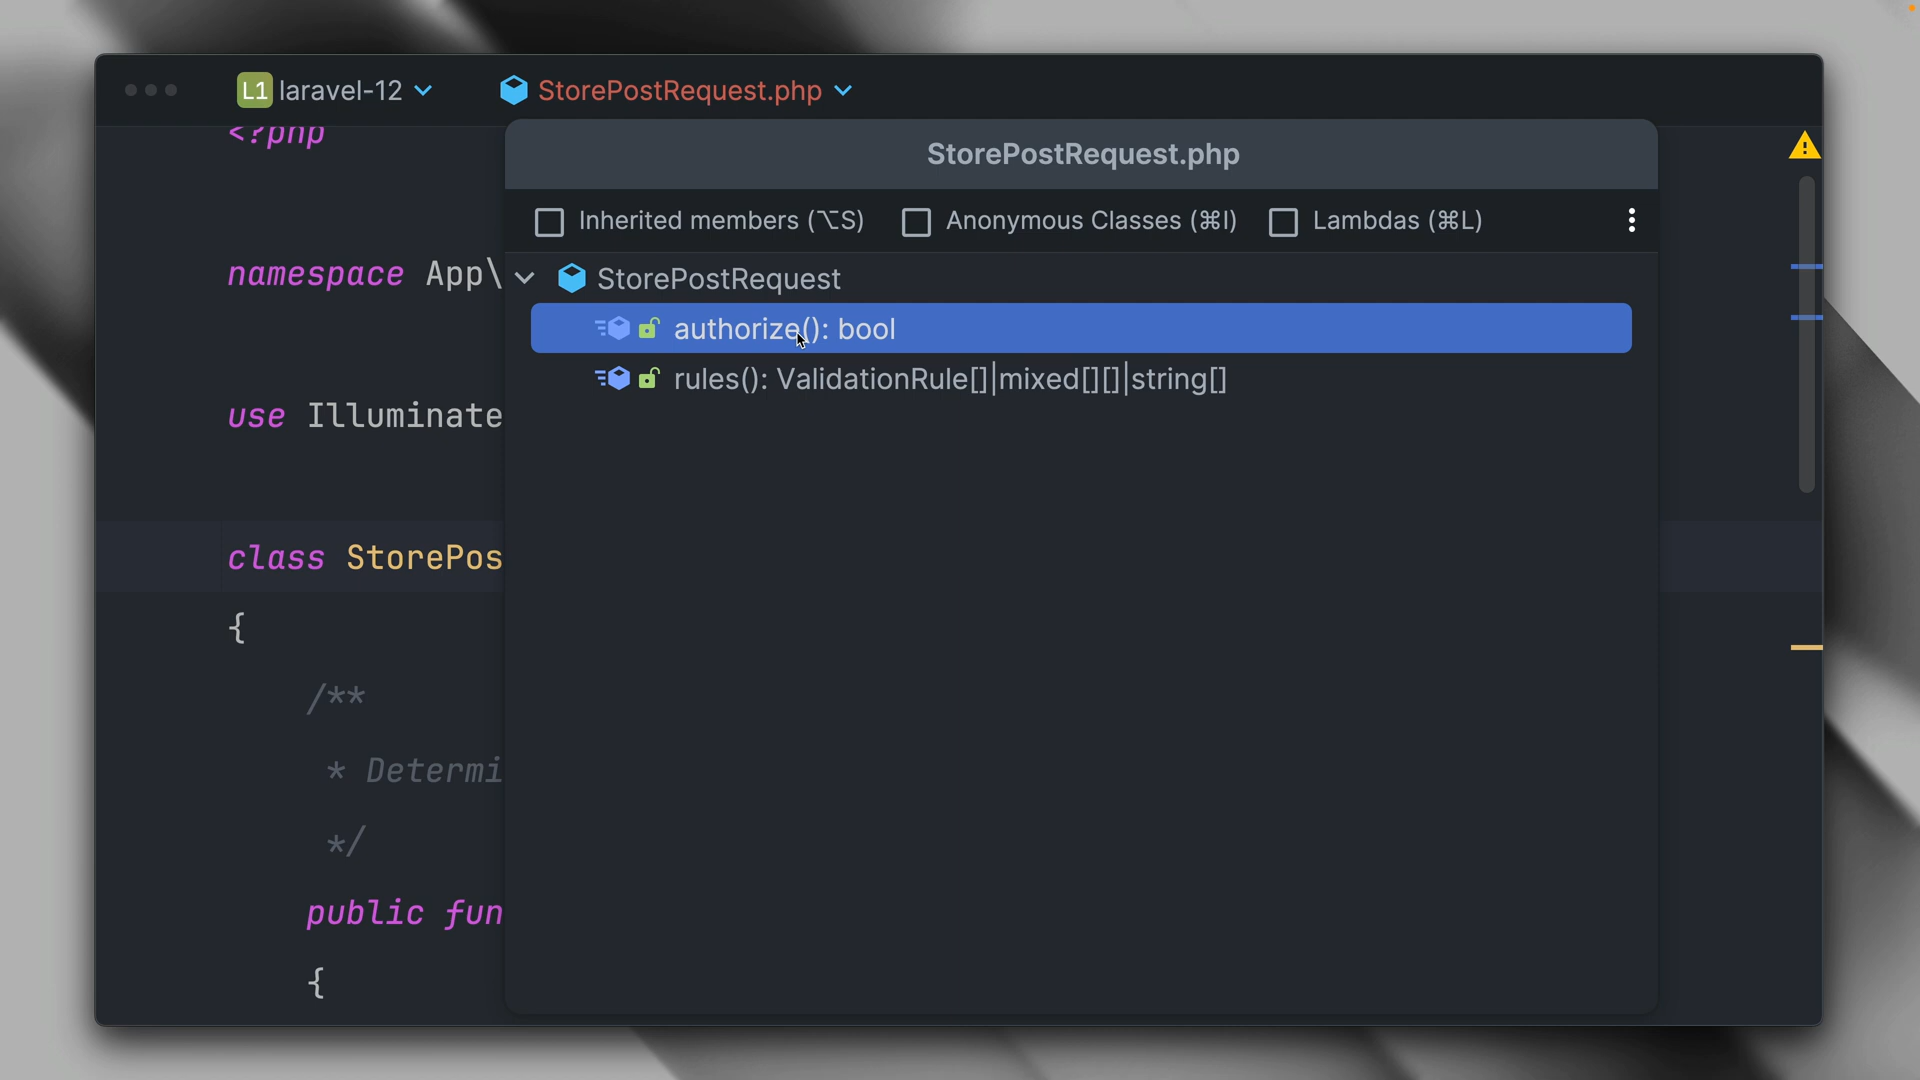 L1 laravel-12 StorePostRequest.php
<?php
StorePostRequest.php
Inherited members (⌥S) Anonymous Classes (⌘I) Lambdas (⌘L)
namespace App\
StorePostRequest
authorize(): bool
rules(): ValidationRule[]|mixed[][]|string[]
use Illuminate
class StorePos
{
/**
* Determi
*/
public fun
{